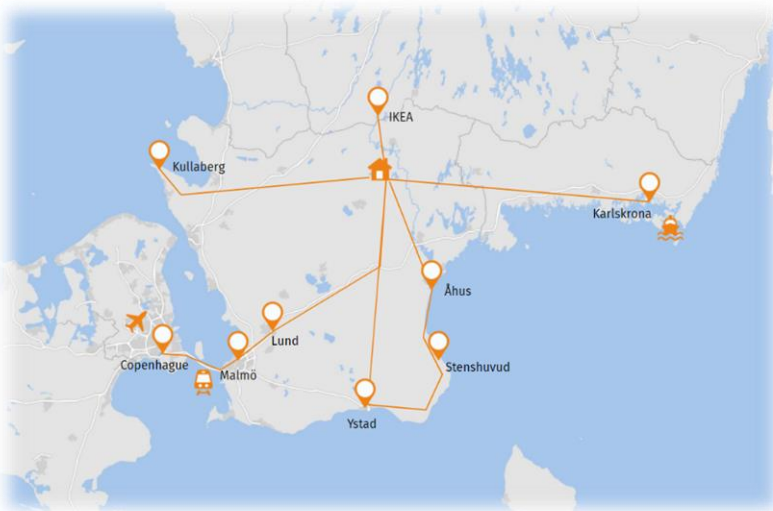 IKEA
Kullaberg
Karlskrona
Åhus
Lund
Copenhague
Malmö
Stenshuvud
Ystad